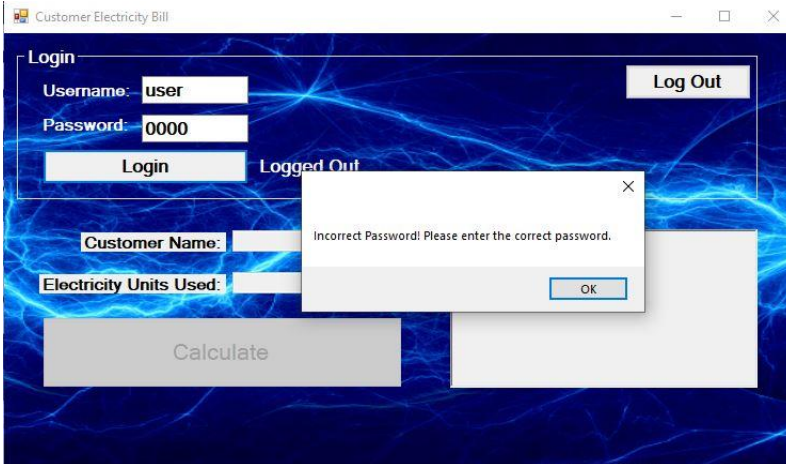 Customer Electricity Bill
Login
Username: user
Log Out
Password: 0000
Login
Logged Out
Incorrect Password! Please enter the correct password.
OK
Customer Name:
Electricity Units Used:
Calculate